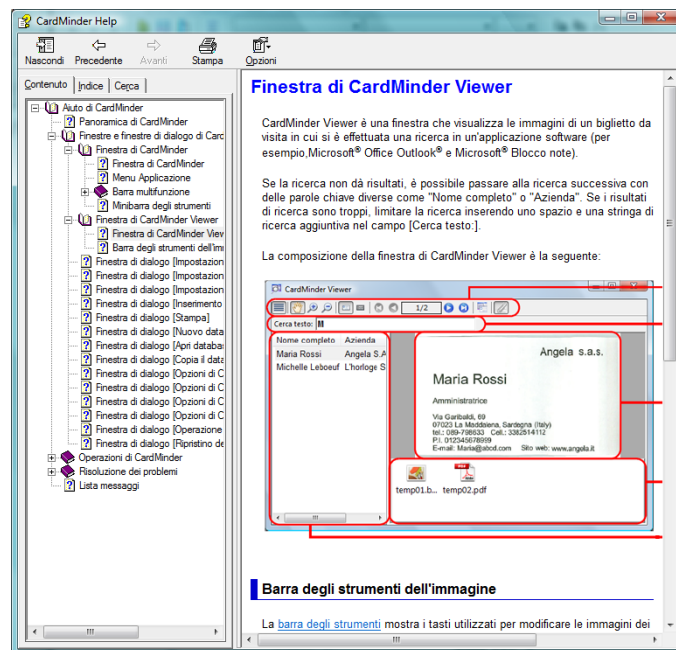 CardMinder Help
Nascondi Precedente Avanti Stampa Opzioni
Contenuto Indice Cerca
Aiuto di CardMinder
Panoramica di CardMinder
Finestre e finestre di dialogo di Card
Finestra di CardMinder
Finestra di CardMinder
Menu Applicazione
Barra multifunzione
Minibarra degli strumenti
Finestra di CardMinder Viewer
Finestra di CardMinder View
Barra degli strumenti dell'imm
Finestra di dialogo [Impostazion
Finestra di dialogo [Impostazion
Finestra di dialogo [Impostazion
Finestra di dialogo [Inserimento
Finestra di dialogo [Stampa]
Finestra di dialogo [Nuovo data
Finestra di dialogo [Apri databas
Finestra di dialogo [Copia il data
Finestra di dialogo [Opzioni di C
Finestra di dialogo [Opzioni di C
Finestra di dialogo [Opzioni di C
Finestra di dialogo [Operazione
Finestra di dialogo [Ripristino de
Operazioni di CardMinder
Risoluzione dei problemi
Lista messaggi
Finestra di CardMinder Viewer
CardMinder Viewer è una finestra che visualizza le immagini di un biglietto da
visita in cui si è effettuata una ricerca in un'applicazione software (per
esempio,Microsoft® Office Outlook® e Microsoft® Blocco note).
Se la ricerca non dà risultati, è possibile passare alla ricerca successiva con
delle parole chiave diverse come "Nome completo" o "Azienda". Se i risultati
di ricerca sono troppi, limitare la ricerca inserendo uno spazio e una stringa di
ricerca aggiuntiva nel campo [Cerca testo:].
La composizione della finestra di CardMinder Viewer è la seguente:
CardMinder Viewer
1/2
Cerca testo: M
Nome completo Azienda
Maria Rossi Angela S.A
Michelle Leboeuf L'horloge S
Angela s.a.s.
Maria Rossi
Amministratrice
Via Garibaldi, 69
07023 La Maddalena, Sardegna (Italy)
tel.: 089-798633 Cell.: 3382514112
P.I. 012345678999
E-mail: Maria@abcd.com Sito web: www.angela.it
temp01.b... temp02.pdf
Barra degli strumenti dell'immagine
La barra degli strumenti mostra i tasti utilizzati per modificare le immagini dei